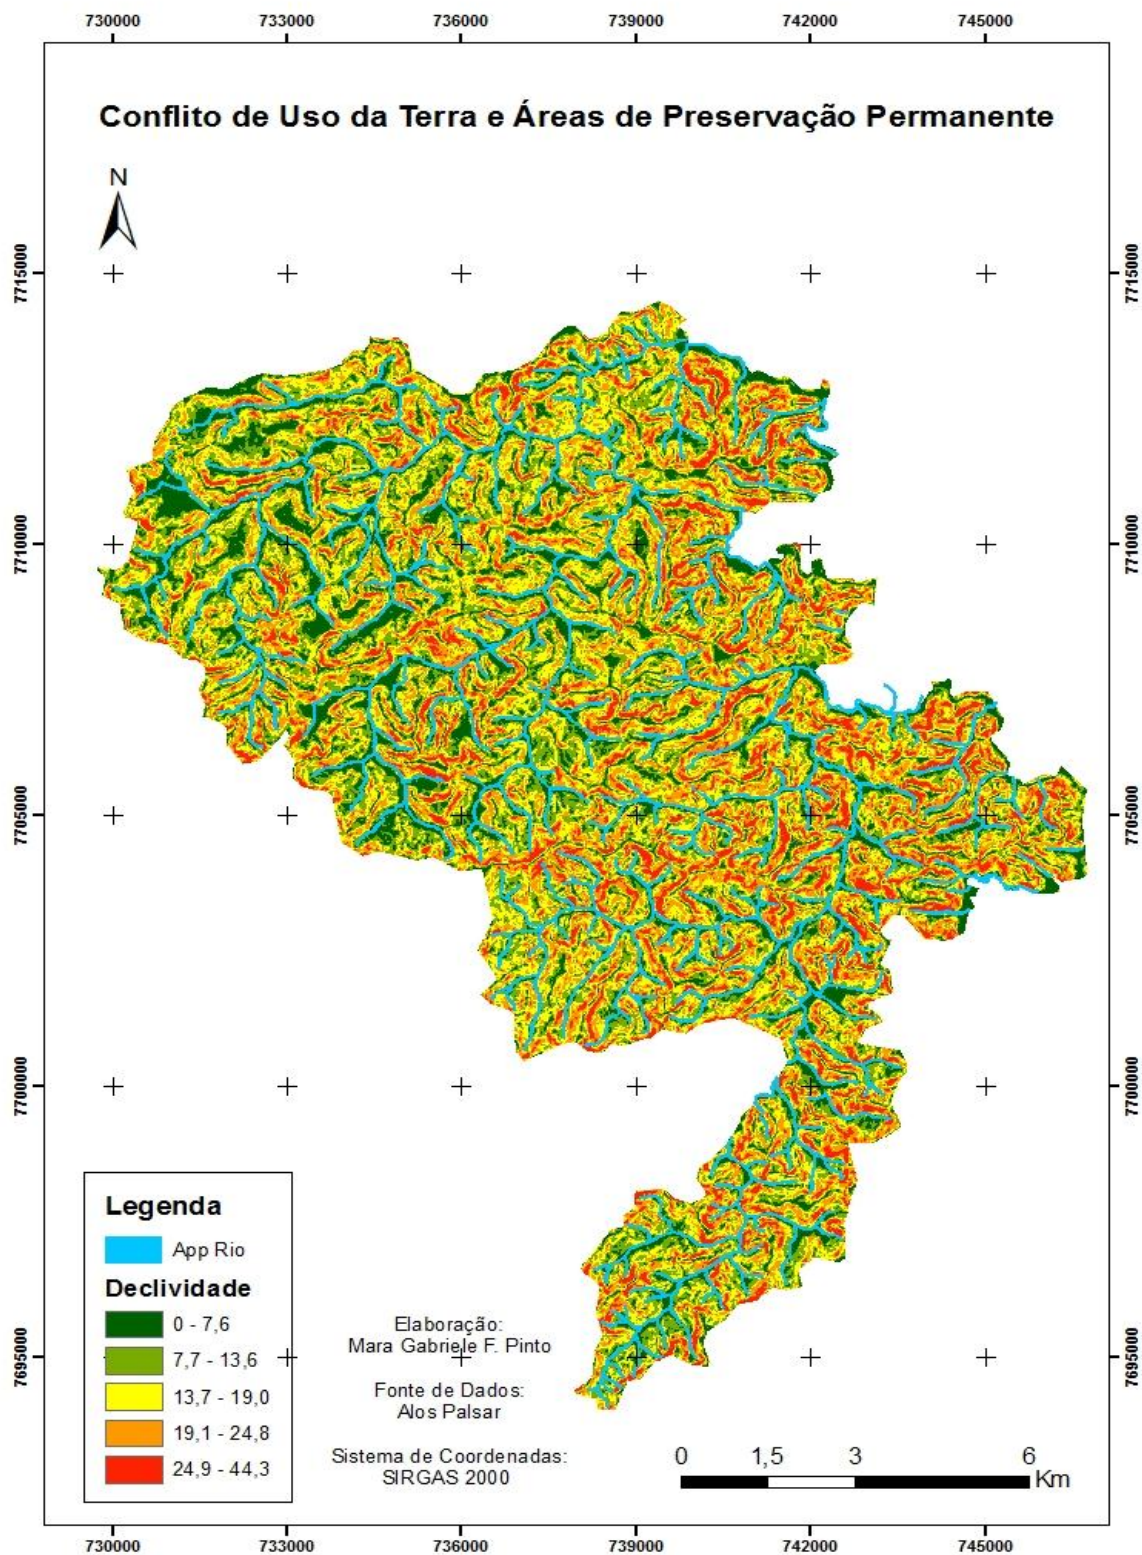 730000 733000 736000 739000 742000 745000
Conflito de Uso da Terra e Áreas de Preservação Permanente
N
7715000 7715000
7710000 7710000
7705000 7705000
7700000 7700000
7695000 7695000
Legenda
App Rio
Declividade
0 - 7,6
7,7 - 13,6
13,7 - 19,0
19,1 - 24,8
24,9 - 44,3
Elaboração:
Mara Gabriele F. Pinto
Fonte de Dados:
Alos Palsar
Sistema de Coordenadas:
SIRGAS 2000
0 1,5 3 6
Km
730000 733000 736000 739000 742000 745000